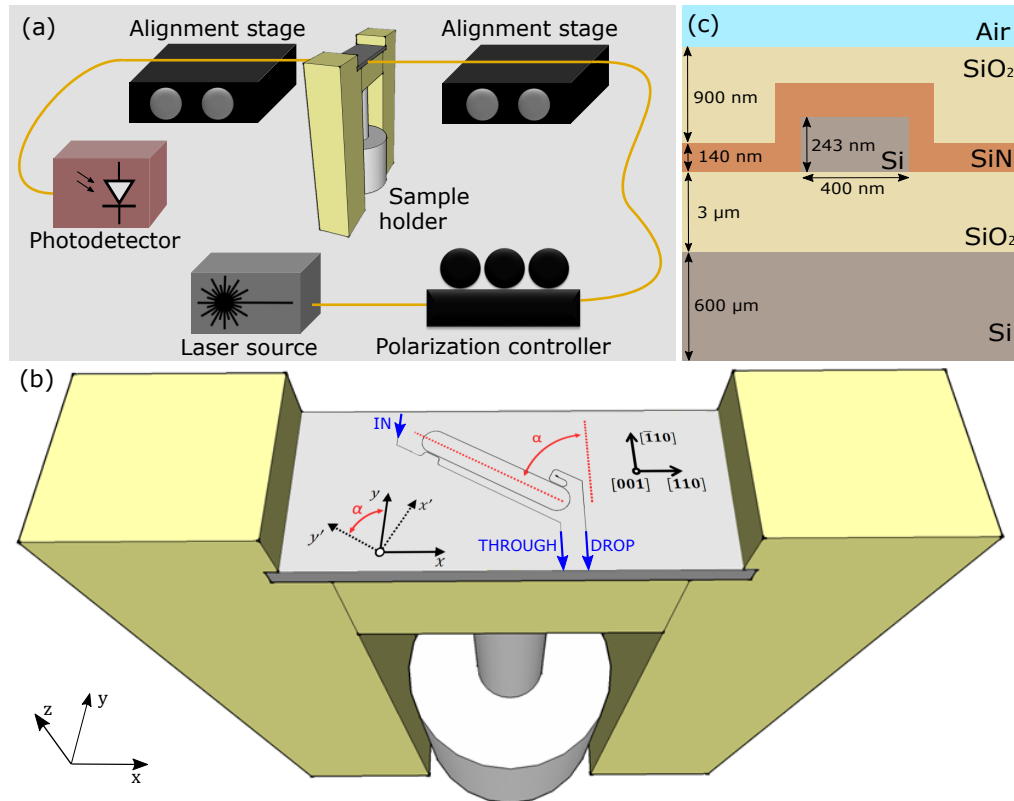 (a)
Alignment stage
Alignment stage
Sample
holder
Photodetector
Laser source
Polarization controller
(c)
Air
SiO₂
900 nm
243 nm
Si
140 nm
SiN
400 nm
3 µm
SiO₂
600 µm
Si
(b)
IN
α
[1̅10]
[001]
[110]
y
x'
α
y'
x
THROUGH
DROP
z
y
x